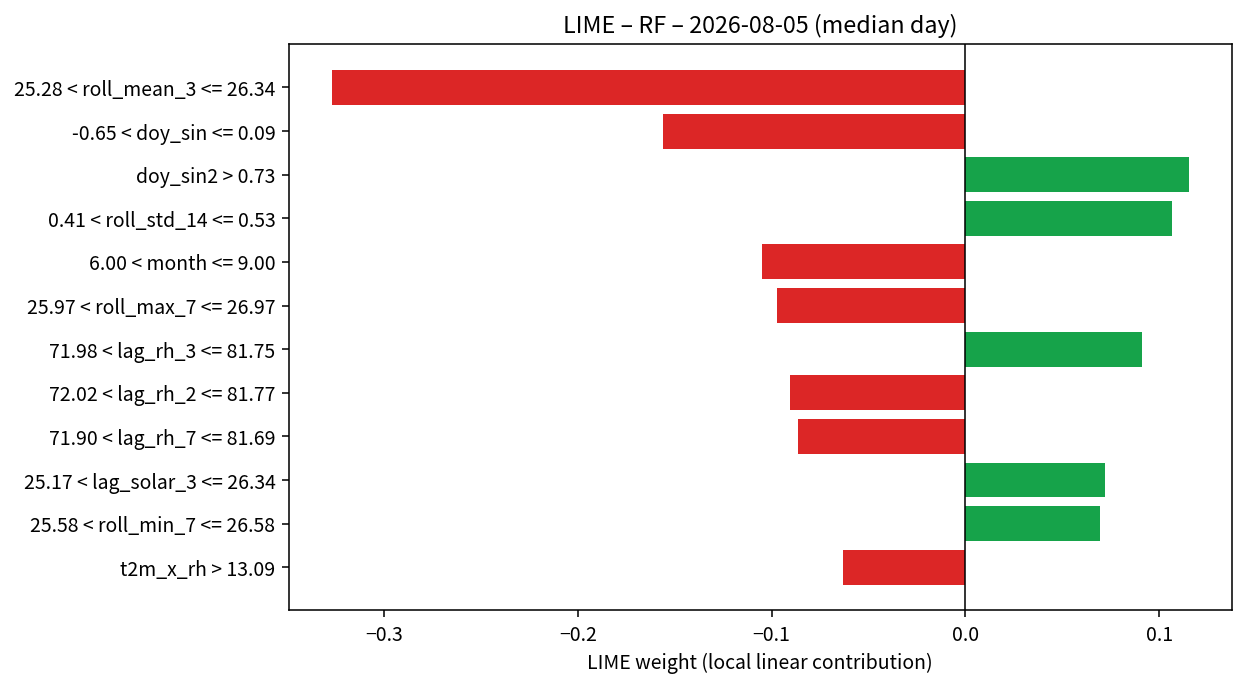 LIME – RF – 2026-08-05 (median day)
25.28 < roll_mean_3 <= 26.34
-0.65 < doy_sin <= 0.09
doy_sin2 > 0.73
0.41 < roll_std_14 <= 0.53
6.00 < month <= 9.00
25.97 < roll_max_7 <= 26.97
71.98 < lag_rh_3 <= 81.75
72.02 < lag_rh_2 <= 81.77
71.90 < lag_rh_7 <= 81.69
25.17 < lag_solar_3 <= 26.34
25.58 < roll_min_7 <= 26.58
t2m_x_rh > 13.09
−0.3 −0.2 −0.1 0.0 0.1
LIME weight (local linear contribution)